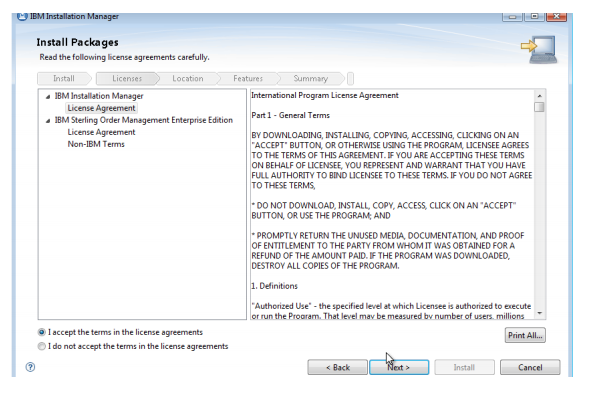 IBM Installation Manager
Install Packages
Read the following license agreements carefully.
Install Licenses Location Features Summary
IBM Installation Manager
License Agreement
IBM Sterling Order Management Enterprise Edition
License Agreement
Non-IBM Terms
International Program License Agreement
Part 1 - General Terms
BY DOWNLOADING, INSTALLING, COPYING, ACCESSING, CLICKING ON AN
"ACCEPT" BUTTON, OR OTHERWISE USING THE PROGRAM, LICENSEE AGREES
TO THE TERMS OF THIS AGREEMENT. IF YOU ARE ACCEPTING THESE TERMS
ON BEHALF OF LICENSEE, YOU REPRESENT AND WARRANT THAT YOU HAVE
FULL AUTHORITY TO BIND LICENSEE TO THESE TERMS. IF YOU DO NOT AGREE
TO THESE TERMS,
* DO NOT DOWNLOAD, INSTALL, COPY, ACCESS, CLICK ON AN "ACCEPT"
BUTTON, OR USE THE PROGRAM; AND
* PROMPTLY RETURN THE UNUSED MEDIA, DOCUMENTATION, AND PROOF
OF ENTITLEMENT TO THE PARTY FROM WHOM IT WAS OBTAINED FOR A
REFUND OF THE AMOUNT PAID. IF THE PROGRAM WAS DOWNLOADED,
DESTROY ALL COPIES OF THE PROGRAM.
1. Definitions
"Authorized Use" - the specified level at which Licensee is authorized to execute
or run the Program. That level may be measured by number of users, millions
I accept the terms in the license agreements
I do not accept the terms in the license agreements
Print All...
< Back Next > Install Cancel